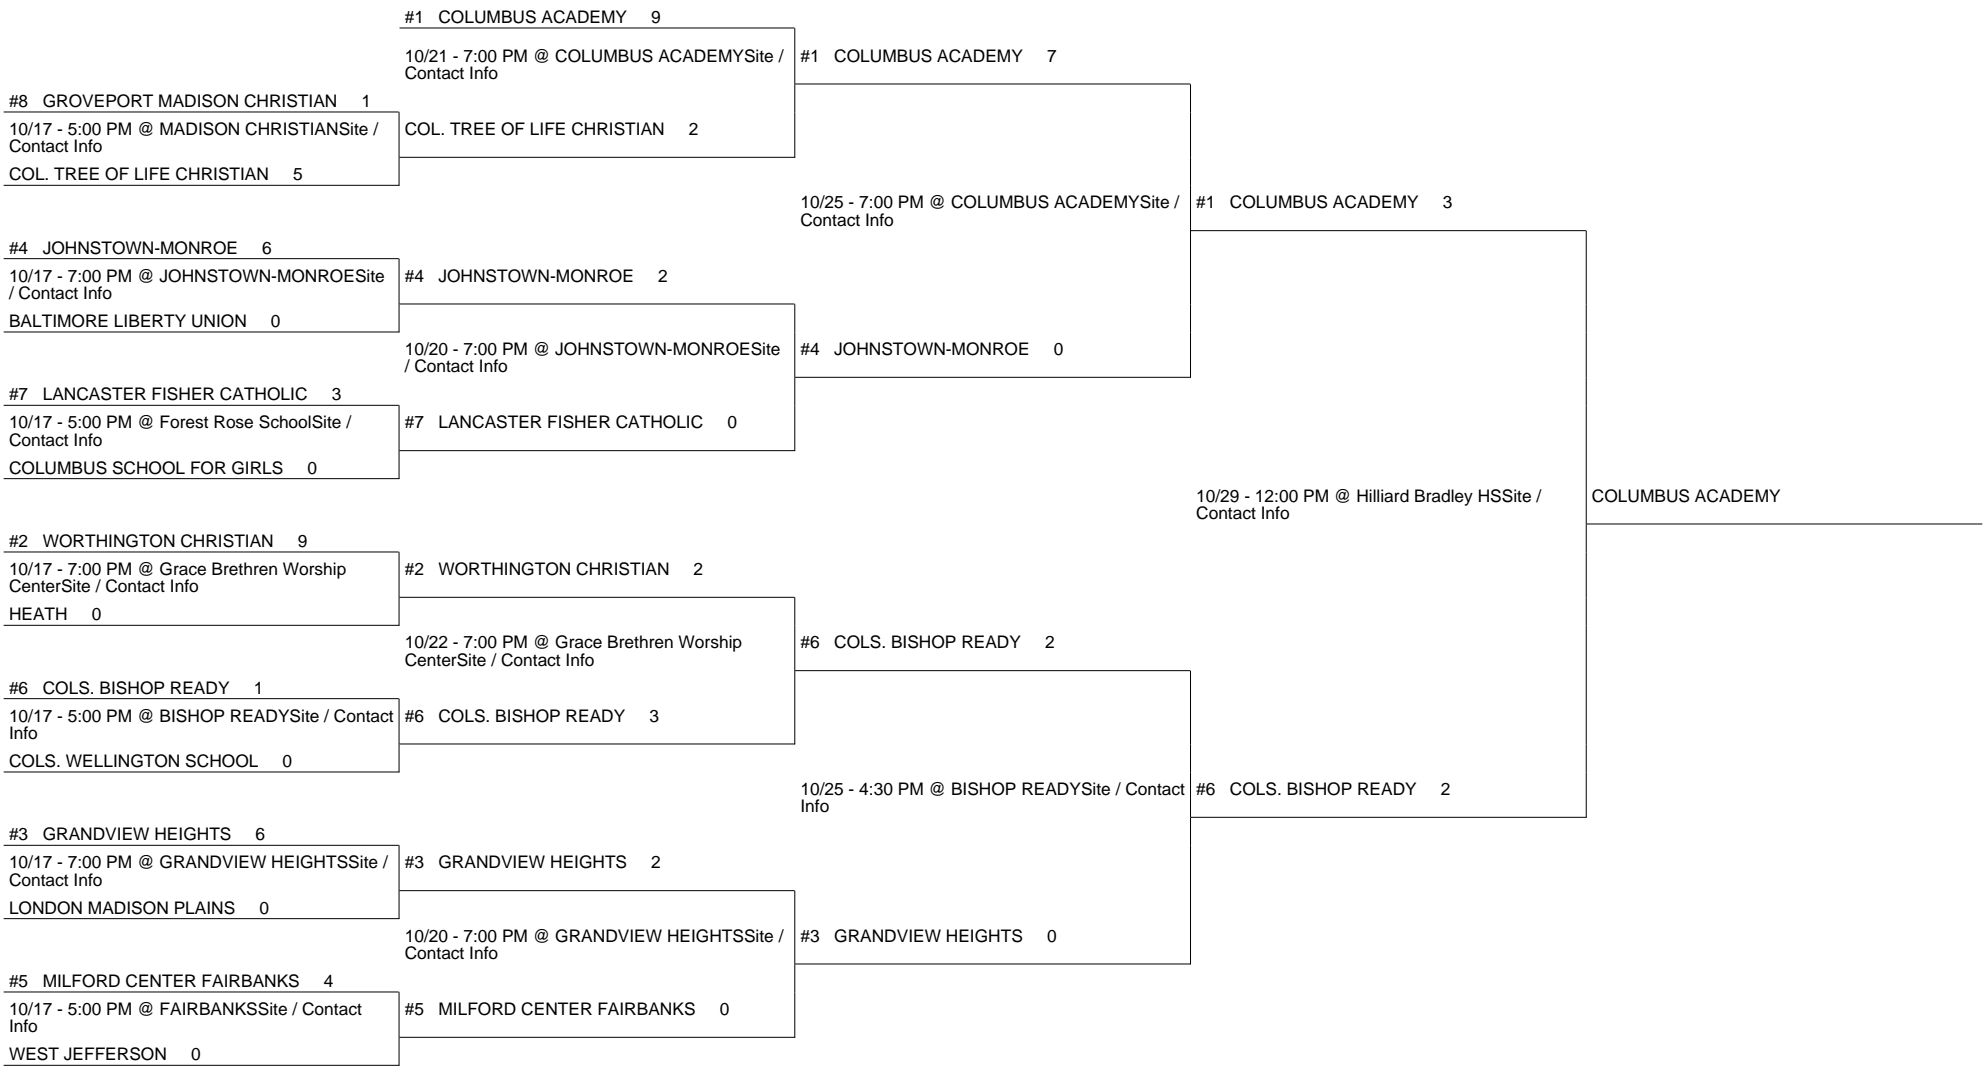 #1 COLUMBUS ACADEMY 9
10/21 - 7:00 PM @ COLUMBUS ACADEMYSite /
Contact Info
#1 COLUMBUS ACADEMY 7
#8 GROVEPORT MADISON CHRISTIAN 1
10/17 - 5:00 PM @ MADISON CHRISTIANSite /
Contact Info
COL. TREE OF LIFE CHRISTIAN 2
COL. TREE OF LIFE CHRISTIAN 5
10/25 - 7:00 PM @ COLUMBUS ACADEMYSite /
Contact Info
#1 COLUMBUS ACADEMY 3
#4 JOHNSTOWN-MONROE 6
10/17 - 7:00 PM @ JOHNSTOWN-MONROESite
/ Contact Info
#4 JOHNSTOWN-MONROE 2
BALTIMORE LIBERTY UNION 0
10/20 - 7:00 PM @ JOHNSTOWN-MONROESite
/ Contact Info
#4 JOHNSTOWN-MONROE 0
#7 LANCASTER FISHER CATHOLIC 3
10/17 - 5:00 PM @ Forest Rose SchoolSite /
Contact Info
#7 LANCASTER FISHER CATHOLIC 0
COLUMBUS SCHOOL FOR GIRLS 0
10/29 - 12:00 PM @ Hilliard Bradley HSSite /
Contact Info
COLUMBUS ACADEMY
#2 WORTHINGTON CHRISTIAN 9
10/17 - 7:00 PM @ Grace Brethren Worship
CenterSite / Contact Info
#2 WORTHINGTON CHRISTIAN 2
HEATH 0
10/22 - 7:00 PM @ Grace Brethren Worship
CenterSite / Contact Info
#6 COLS. BISHOP READY 2
#6 COLS. BISHOP READY 1
10/17 - 5:00 PM @ BISHOP READYSite / Contact
Info
#6 COLS. BISHOP READY 3
COLS. WELLINGTON SCHOOL 0
10/25 - 4:30 PM @ BISHOP READYSite / Contact
Info
#6 COLS. BISHOP READY 2
#3 GRANDVIEW HEIGHTS 6
10/17 - 7:00 PM @ GRANDVIEW HEIGHTSSite /
Contact Info
#3 GRANDVIEW HEIGHTS 2
LONDON MADISON PLAINS 0
10/20 - 7:00 PM @ GRANDVIEW HEIGHTSSite /
Contact Info
#3 GRANDVIEW HEIGHTS 0
#5 MILFORD CENTER FAIRBANKS 4
10/17 - 5:00 PM @ FAIRBANKSSite / Contact
Info
#5 MILFORD CENTER FAIRBANKS 0
WEST JEFFERSON 0